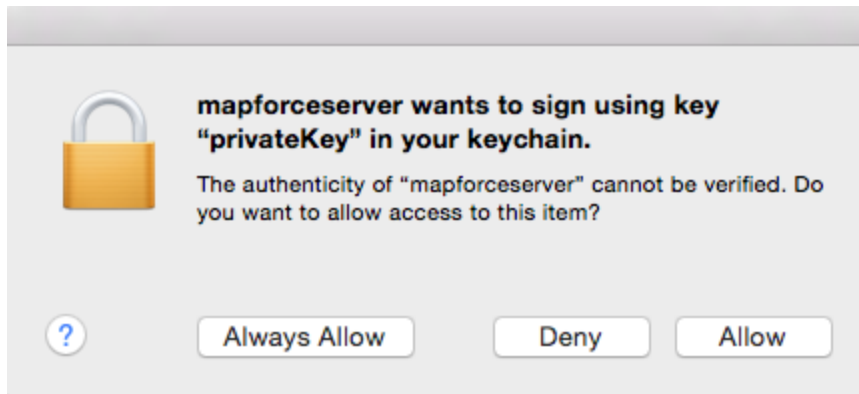 mapforceserver wants to sign using key
“privateKey” in your keychain.
The authenticity of “mapforceserver” cannot be verified. Do
you want to allow access to this item?
?
Always Allow
Deny
Allow